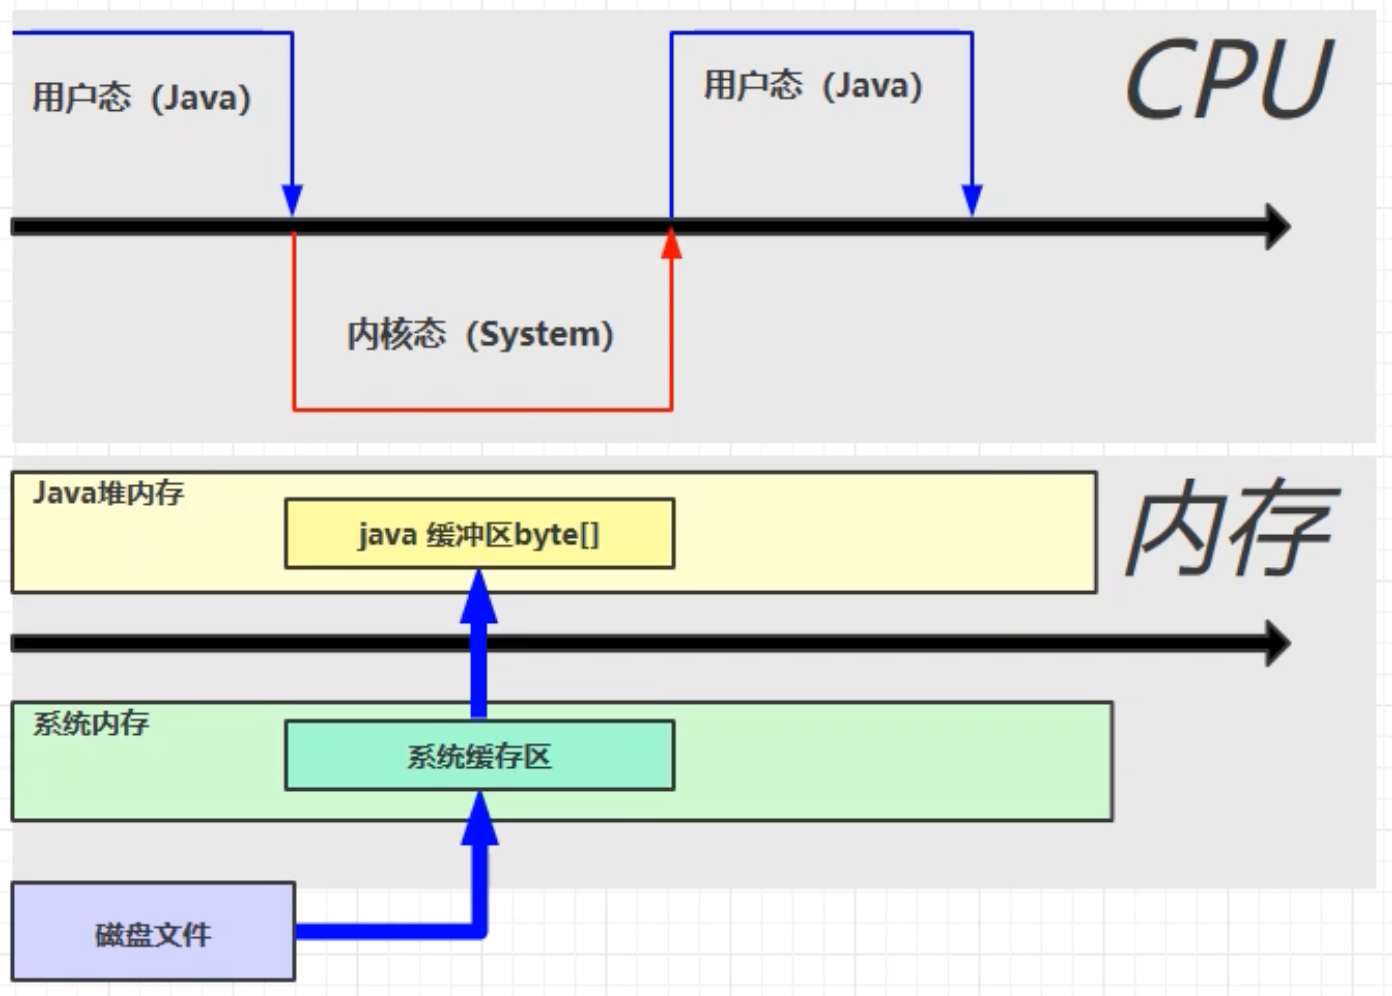 用户态（Java）
用户态（Java）
CPU
内核态（System）
Java堆内存
java 缓冲区byte[]
内存
系统内存
系统缓存区
磁盘文件